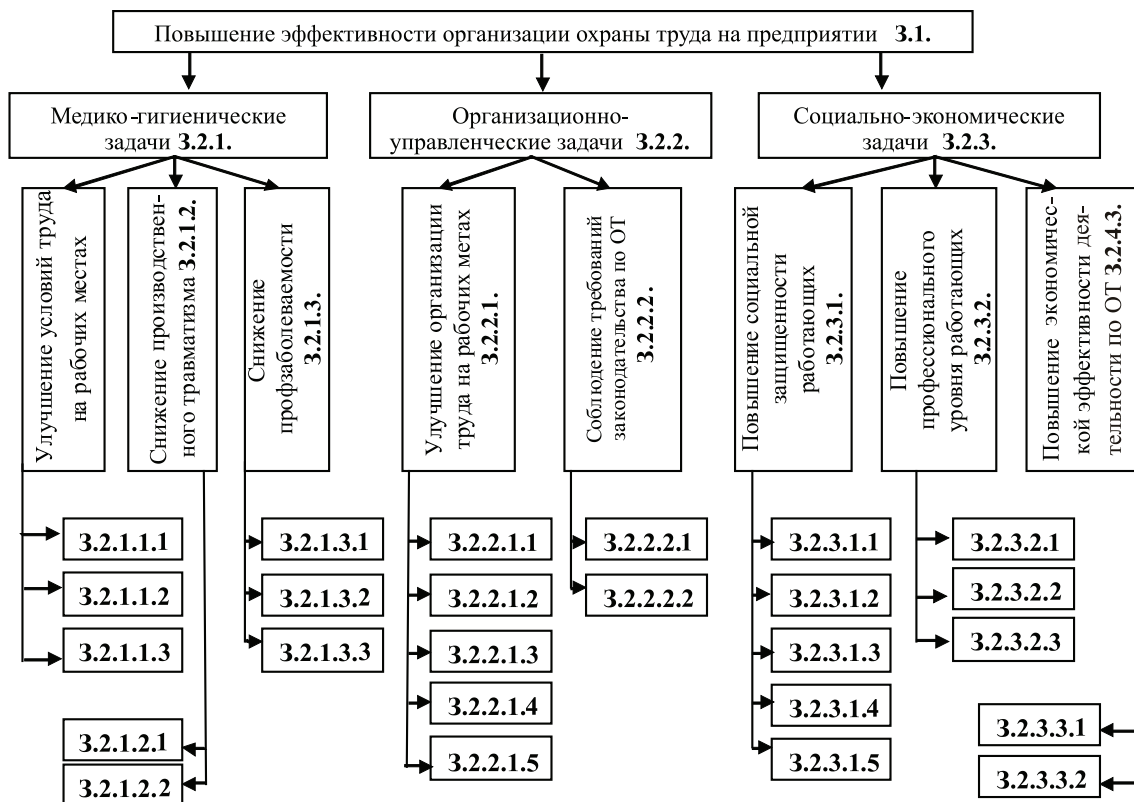 Повышение эффективности организации охраны труда на предприятии З.1.
Медико-гигиенические
задачи З.2.1.
Организационно-
управленческие задачи З.2.2.
Социально-экономические
задачи З.2.3.
Улучшение условий труда
на рабочих местах
Снижение производствен-
ного травматизма З.2.1.2.
Снижение
профзаболеваемости
З.2.1.3.
Улучшение организации
труда на рабочих метах
З.2.2.1.
Соблюдение требований
законодательства по ОТ
З.2.2.2.
Повышение социальной
защищенности
работающих
З.2.3.1.
Повышение
профессионального
уровня работающих
З.2.3.2.
Повышение экономичес-
кой эффективности дея-
тельности по ОТ З.2.4.3.
З.2.1.1.1
З.2.1.1.2
З.2.1.1.3
З.2.1.2.1
З.2.1.2.2
З.2.1.3.1
З.2.1.3.2
З.2.1.3.3
З.2.2.1.1
З.2.2.1.2
З.2.2.1.3
З.2.2.1.4
З.2.2.1.5
З.2.2.2.1
З.2.2.2.2
З.2.3.1.1
З.2.3.1.2
З.2.3.1.3
З.2.3.1.4
З.2.3.1.5
З.2.3.2.1
З.2.3.2.2
З.2.3.2.3
З.2.3.3.1
З.2.3.3.2